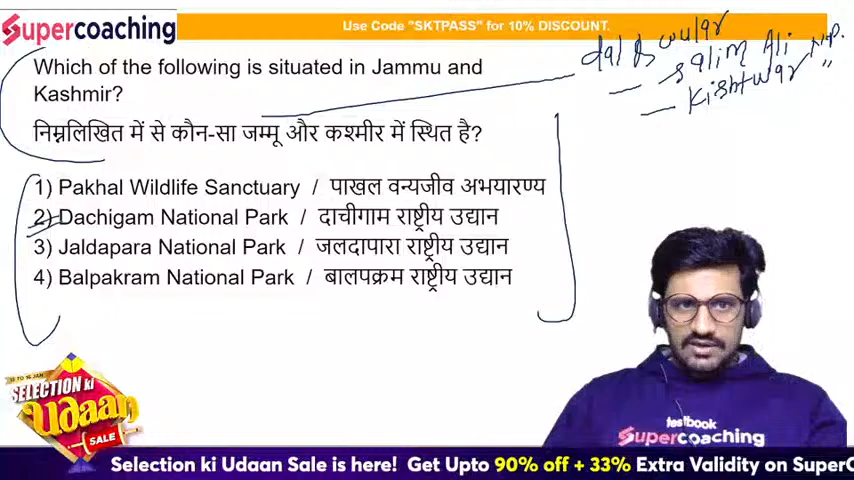 Supercoaching
Use Code "SKTPASS" for 10% DISCOUNT.
dal & wular
— salim Ali N.P.
— Kishtwar "
Which of the following is situated in Jammu and
Kashmir?
निम्नलिखित में से कौन-सा जम्मू और कश्मीर में स्थित है?
1) Pakhal Wildlife Sanctuary / पाखल वन्यजीव अभयारण्य
2) Dachigam National Park / दाचीगाम राष्ट्रीय उद्यान
3) Jaldapara National Park / जलदापारा राष्ट्रीय उद्यान
4) Balpakram National Park / बालपक्रम राष्ट्रीय उद्यान
SELECTION ki
Udaan
SALE
testbook
Supercoaching
Selection ki Udaan Sale is here! Get Upto 90% off + 33% Extra Validity on SuperC